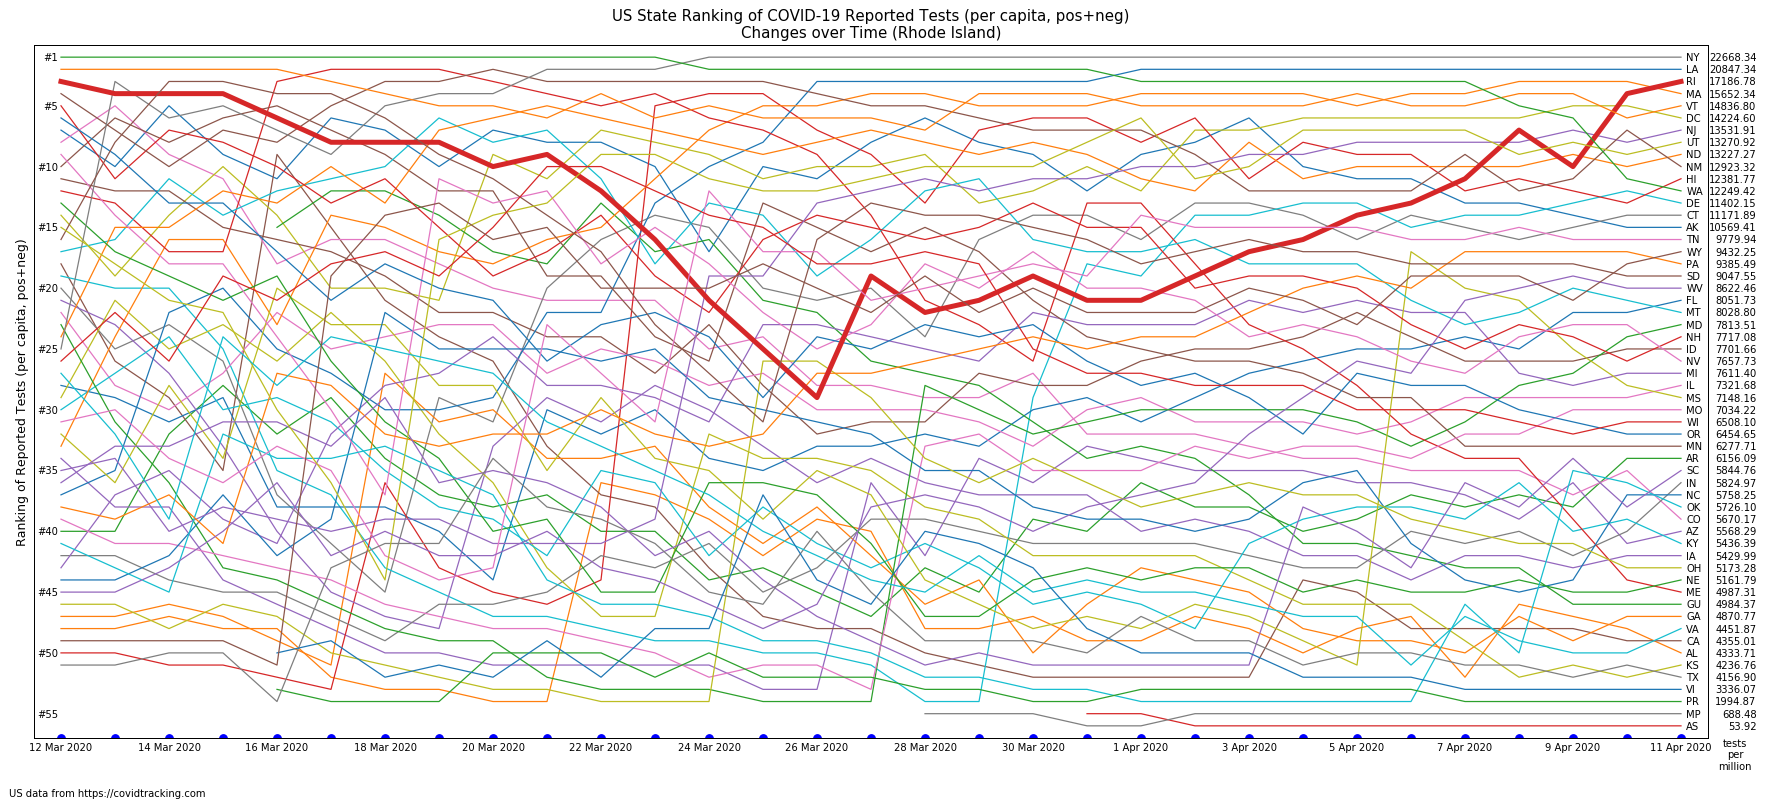 US State Ranking of COVID-19 Reported Tests (per capita, pos+neg)
Changes over Time (Rhode Island)
Ranking of Reported Tests (per capita, pos+neg)
#1
#5
#10
#15
#20
#25
#30
#35
#40
#45
#50
#55
NY 22668.34
LA 20847.34
RI 17186.78
MA 15652.34
VT 14836.80
DC 14224.60
NJ 13531.91
UT 13270.92
ND 13227.27
NM 12923.32
HI 12381.77
WA 12249.42
DE 11402.15
CT 11171.89
AK 10569.41
TN 9779.94
WY 9432.25
PA 9385.49
SD 9047.55
WV 8622.46
FL 8051.73
MT 8028.80
MD 7813.51
NH 7717.08
ID 7701.66
NV 7657.73
MI 7611.40
IL 7321.68
MS 7148.16
MO 7034.22
WI 6508.10
OR 6454.65
MN 6277.71
AR 6156.09
SC 5844.76
IN 5824.97
NC 5758.25
OK 5726.10
CO 5670.17
AZ 5568.29
KY 5436.39
IA 5429.99
OH 5173.28
NE 5161.79
ME 4987.31
GU 4984.37
GA 4870.77
VA 4451.87
CA 4355.01
AL 4333.71
KS 4236.76
TX 4156.90
VI 3336.07
PR 1994.87
MP 688.48
AS 53.92
12 Mar 2020 14 Mar 2020 16 Mar 2020 18 Mar 2020 20 Mar 2020 22 Mar 2020 24 Mar 2020 26 Mar 2020 28 Mar 2020 30 Mar 2020 1 Apr 2020 3 Apr 2020 5 Apr 2020 7 Apr 2020 9 Apr 2020 11 Apr 2020
tests
per
million
US data from https://covidtracking.com